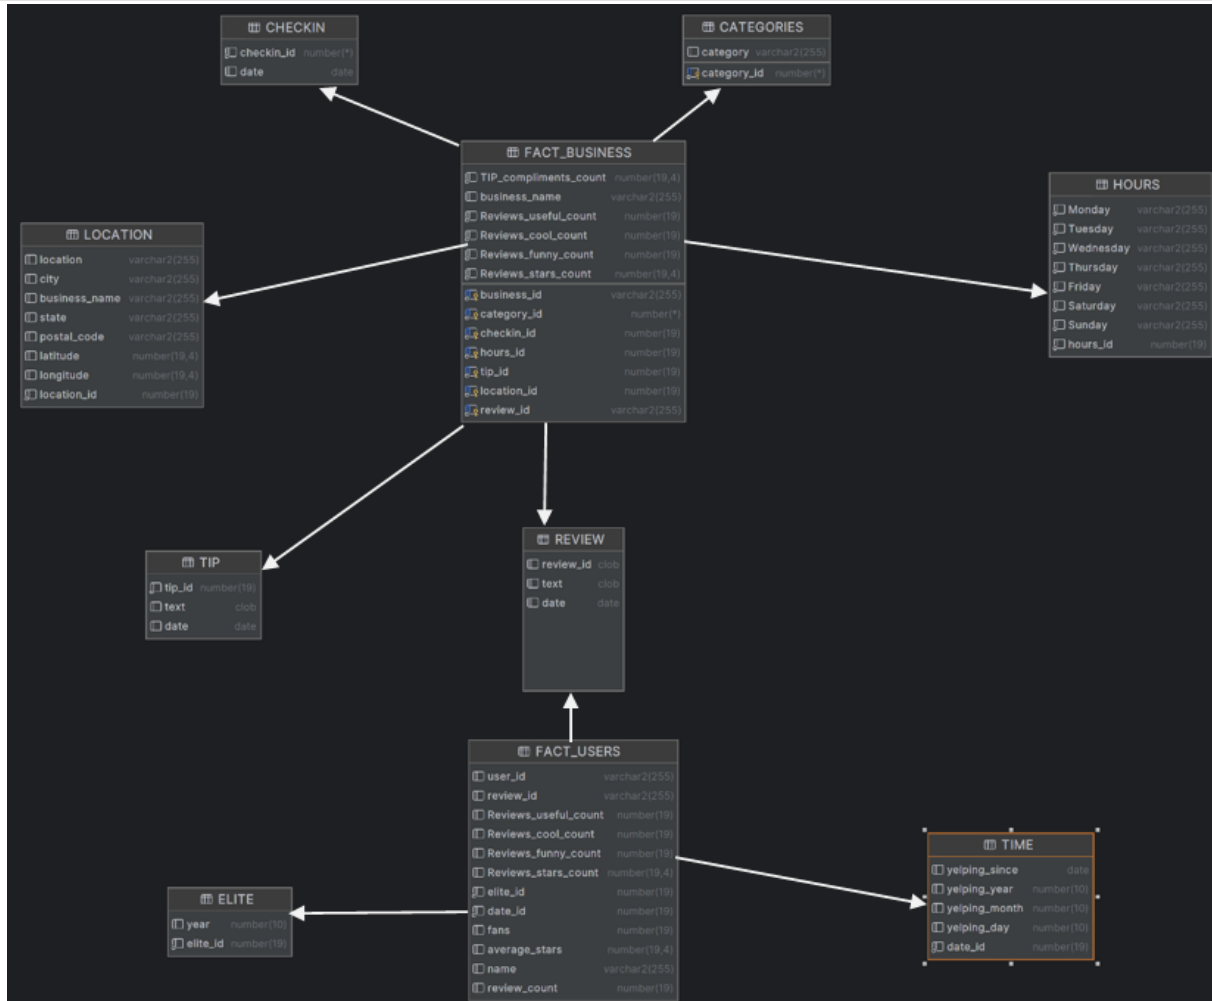 CHECKIN
checkin_id number(*)
date date
CATEGORIES
category varchar2(255)
category_id number(*)
FACT_BUSINESS
TIP_compliments_count number(19,4)
business_name varchar2(255)
Reviews_useful_count number(19)
Reviews_cool_count number(19)
Reviews_funny_count number(19)
Reviews_stars_count number(19,4)
business_id varchar2(255)
category_id number(*)
checkin_id number(19)
hours_id number(19)
tip_id number(19)
location_id number(19)
review_id varchar2(255)
HOURS
Monday varchar2(255)
Tuesday varchar2(255)
Wednesday varchar2(255)
Thursday varchar2(255)
Friday varchar2(255)
Saturday varchar2(255)
Sunday varchar2(255)
hours_id number(19)
LOCATION
location varchar2(255)
city varchar2(255)
business_name varchar2(255)
state varchar2(255)
postal_code varchar2(255)
latitude number(19,4)
longitude number(19,4)
location_id number(19)
TIP
tip_id number(19)
text clob
date date
REVIEW
review_id clob
text clob
date date
FACT_USERS
user_id varchar2(255)
review_id varchar2(255)
Reviews_useful_count number(19)
Reviews_cool_count number(19)
Reviews_funny_count number(19)
Reviews_stars_count number(19,4)
elite_id number(19)
date_id number(19)
fans number(19)
average_stars number(19,4)
name varchar2(255)
review_count number(19)
TIME
yelping_since date
yelping_year number(10)
yelping_month number(10)
yelping_day number(10)
date_id number(19)
ELITE
year number(10)
elite_id number(19)